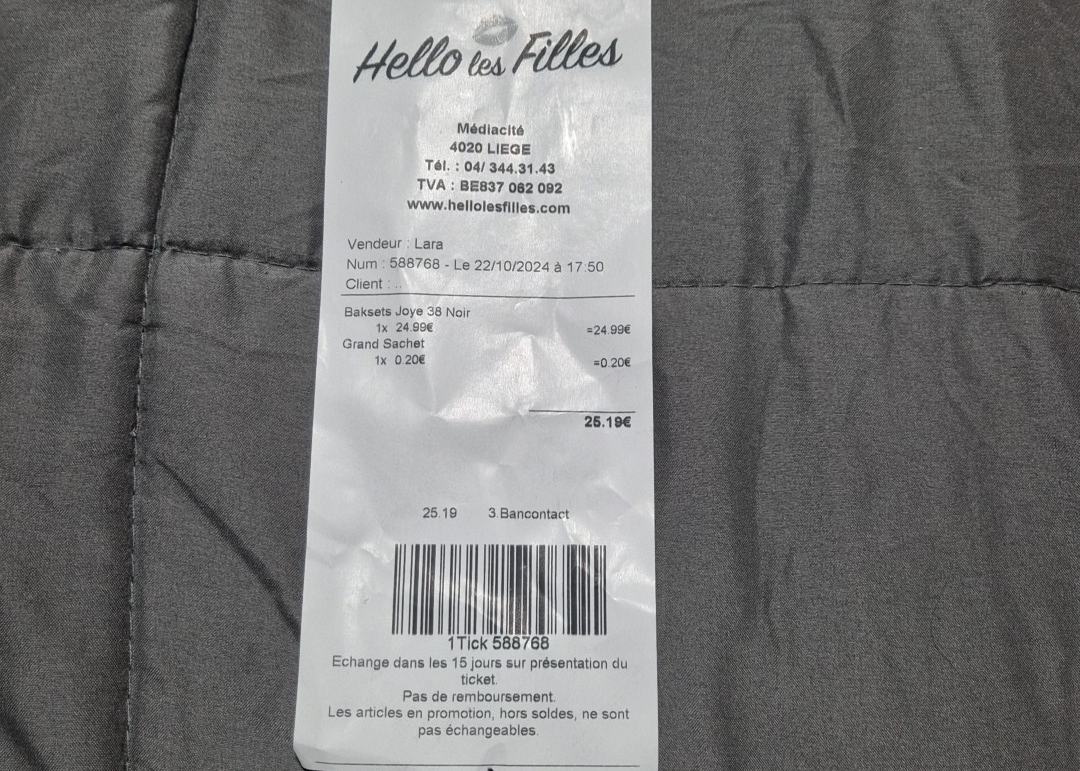 Hello les Filles
Médiacité
4020 LIEGE
Tél. : 04/ 344.31.43
TVA : BE837 062 092
www.hellolesfilles.com
Vendeur : Lara
Num : 588768 - Le 22/10/2024 à 17:50
Client : ..
Baksets Joye 38 Noir
1x 24.99€ =24.99€
Grand Sachet
1x 0.20€ =0.20€
25.19€
25.19 3.Bancontact
1Tick 588768
Echange dans les 15 jours sur présentation du
ticket.
Pas de remboursement.
Les articles en promotion, hors soldes, ne sont
pas échangeables.